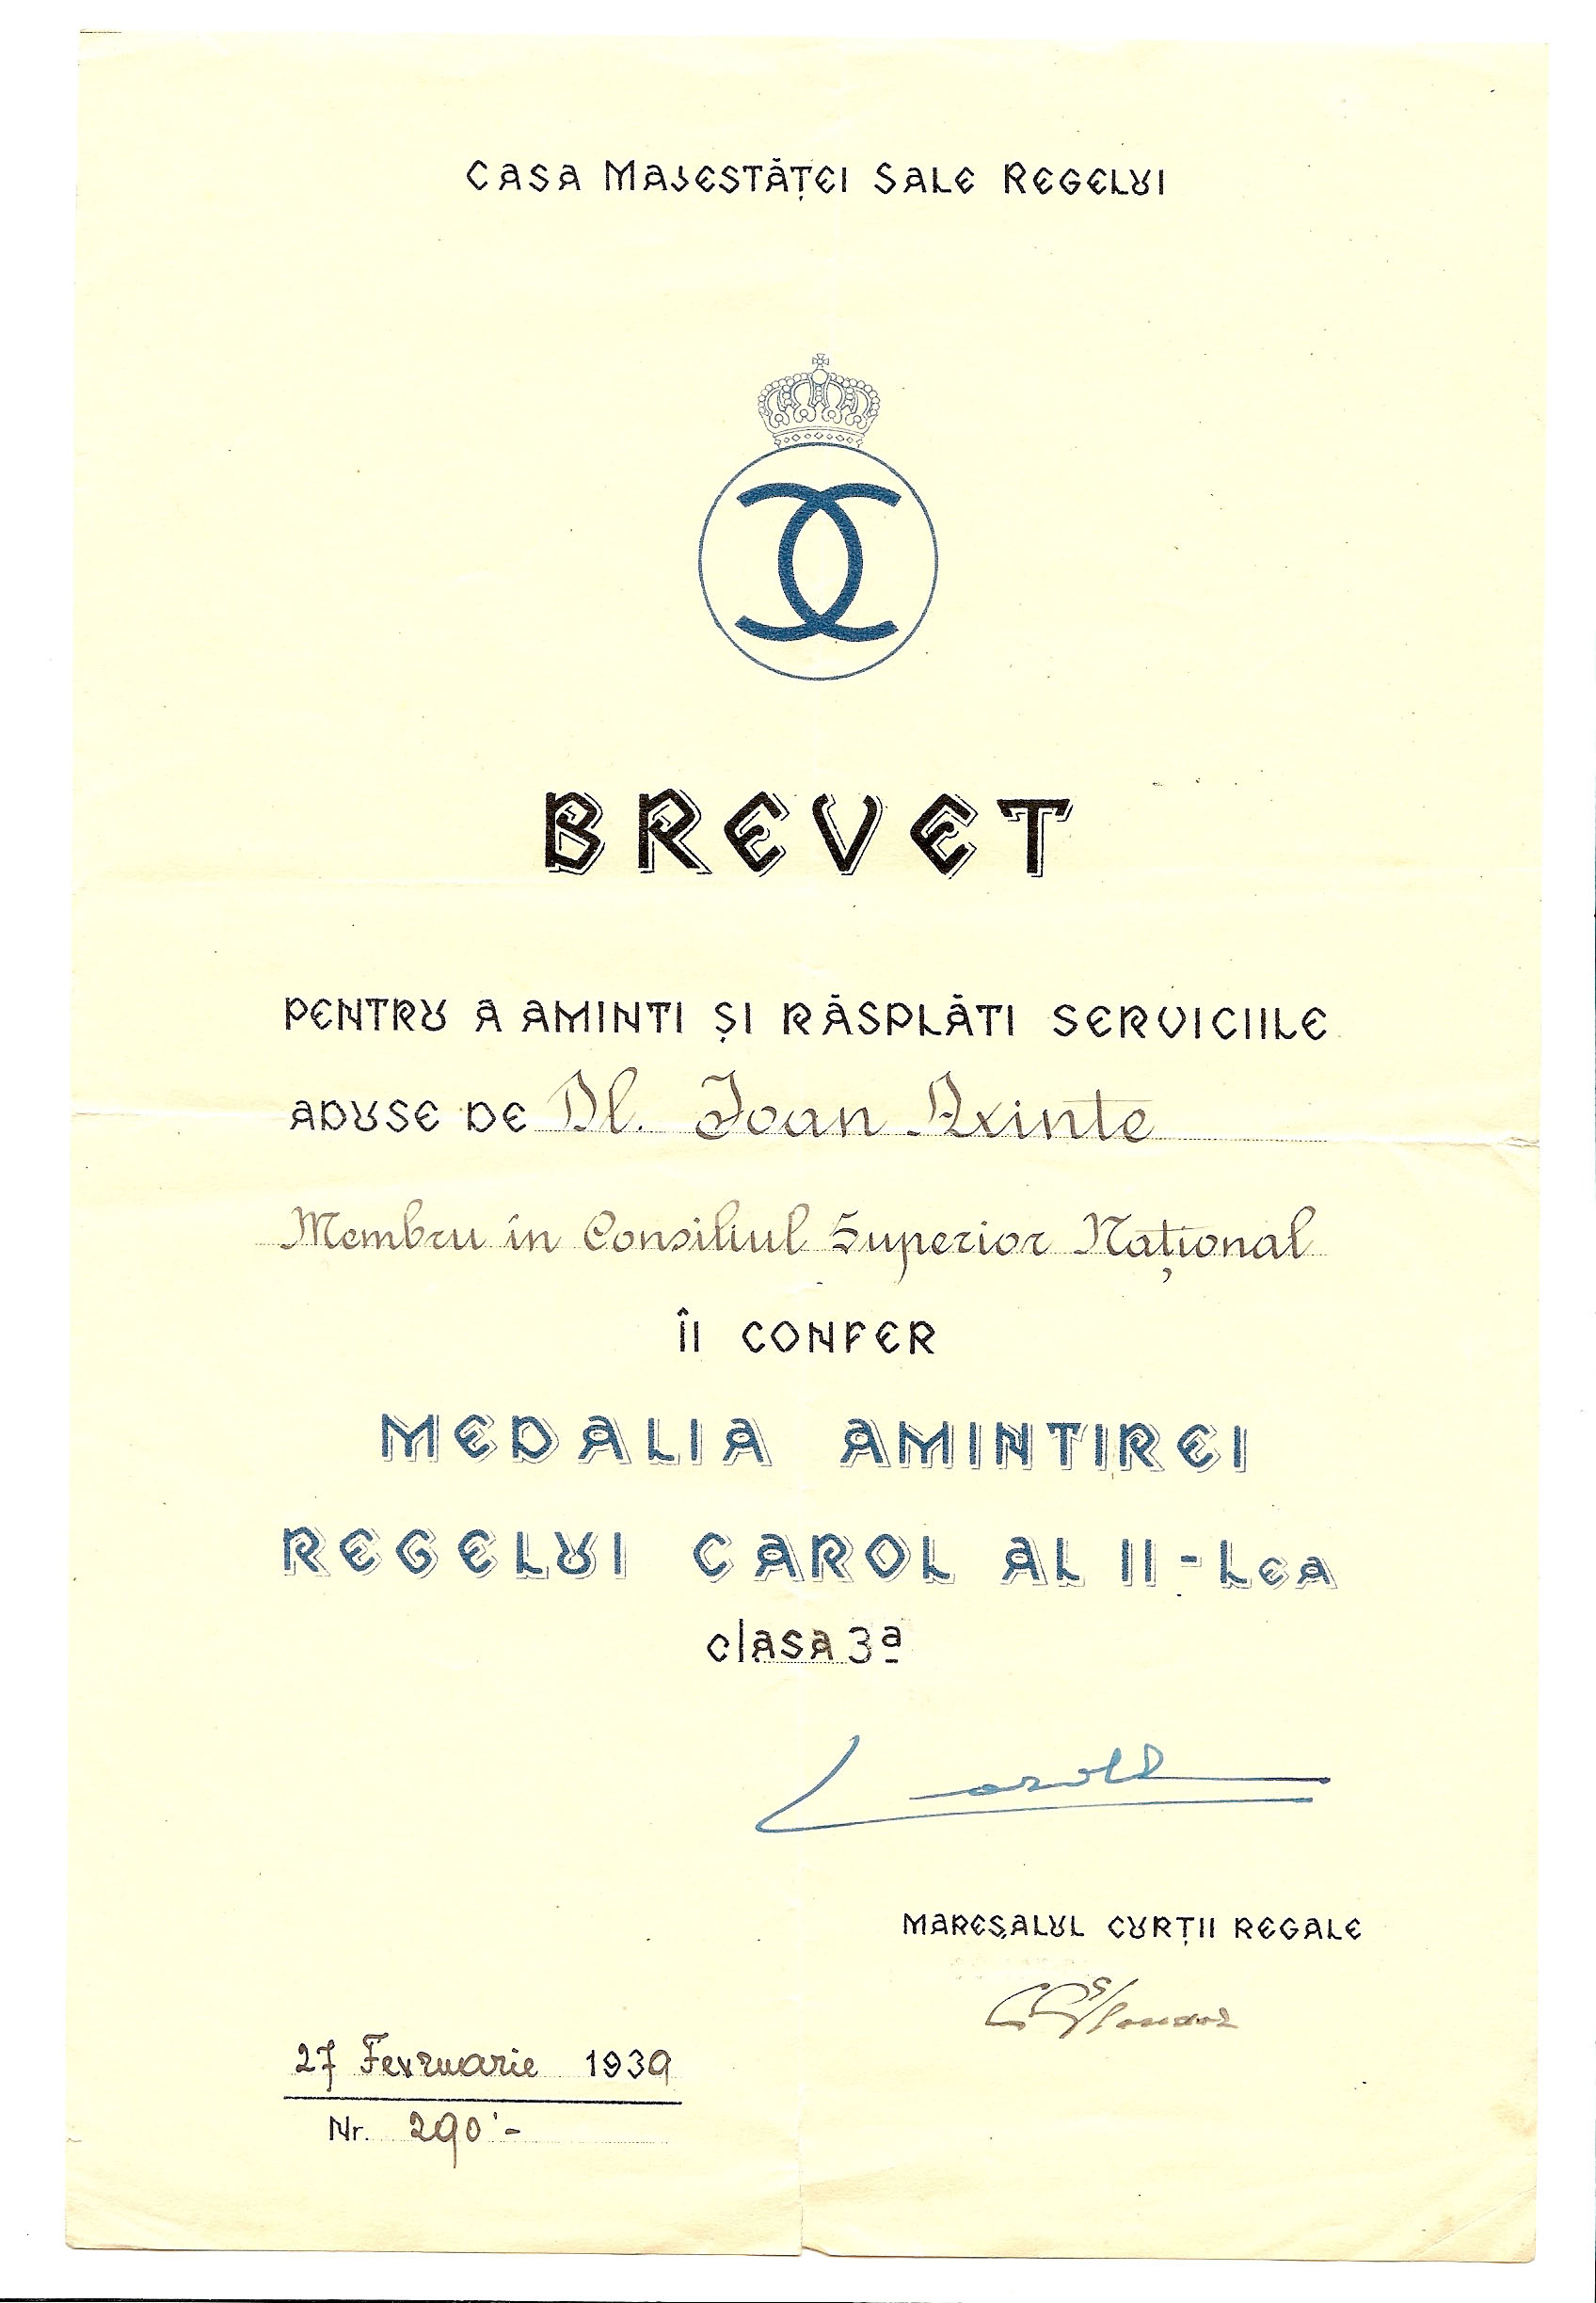 CASA MAJESTĂȚEI SALE REGELUI
BREVET
PENTRU A AMINTI ȘI RĂSPLĂTI SERVICIILE
ADUSE DE Dl. Ioan Axinte
Membru în Consiliul Superior Național
ÎI CONFER
MEDALIA AMINTIREI
REGELUI CAROL AL II-LEA
clasa 3ª
Carol
MAREȘALUL CURȚII REGALE
27 Fevruarie 1939
Nr. 290'-